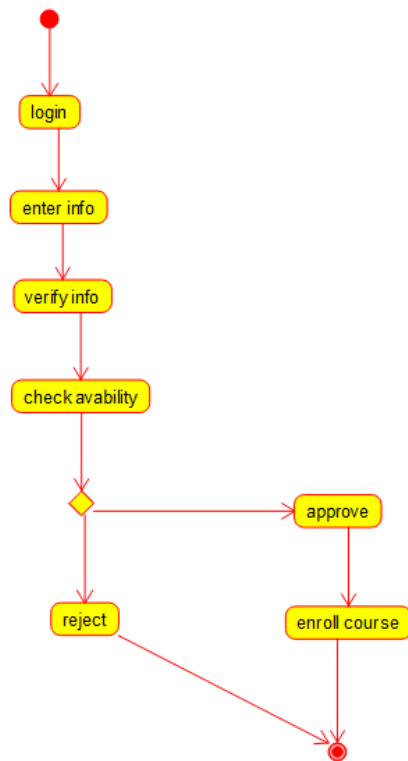 login
enter info
verify info
check avability
approve
reject
enroll course